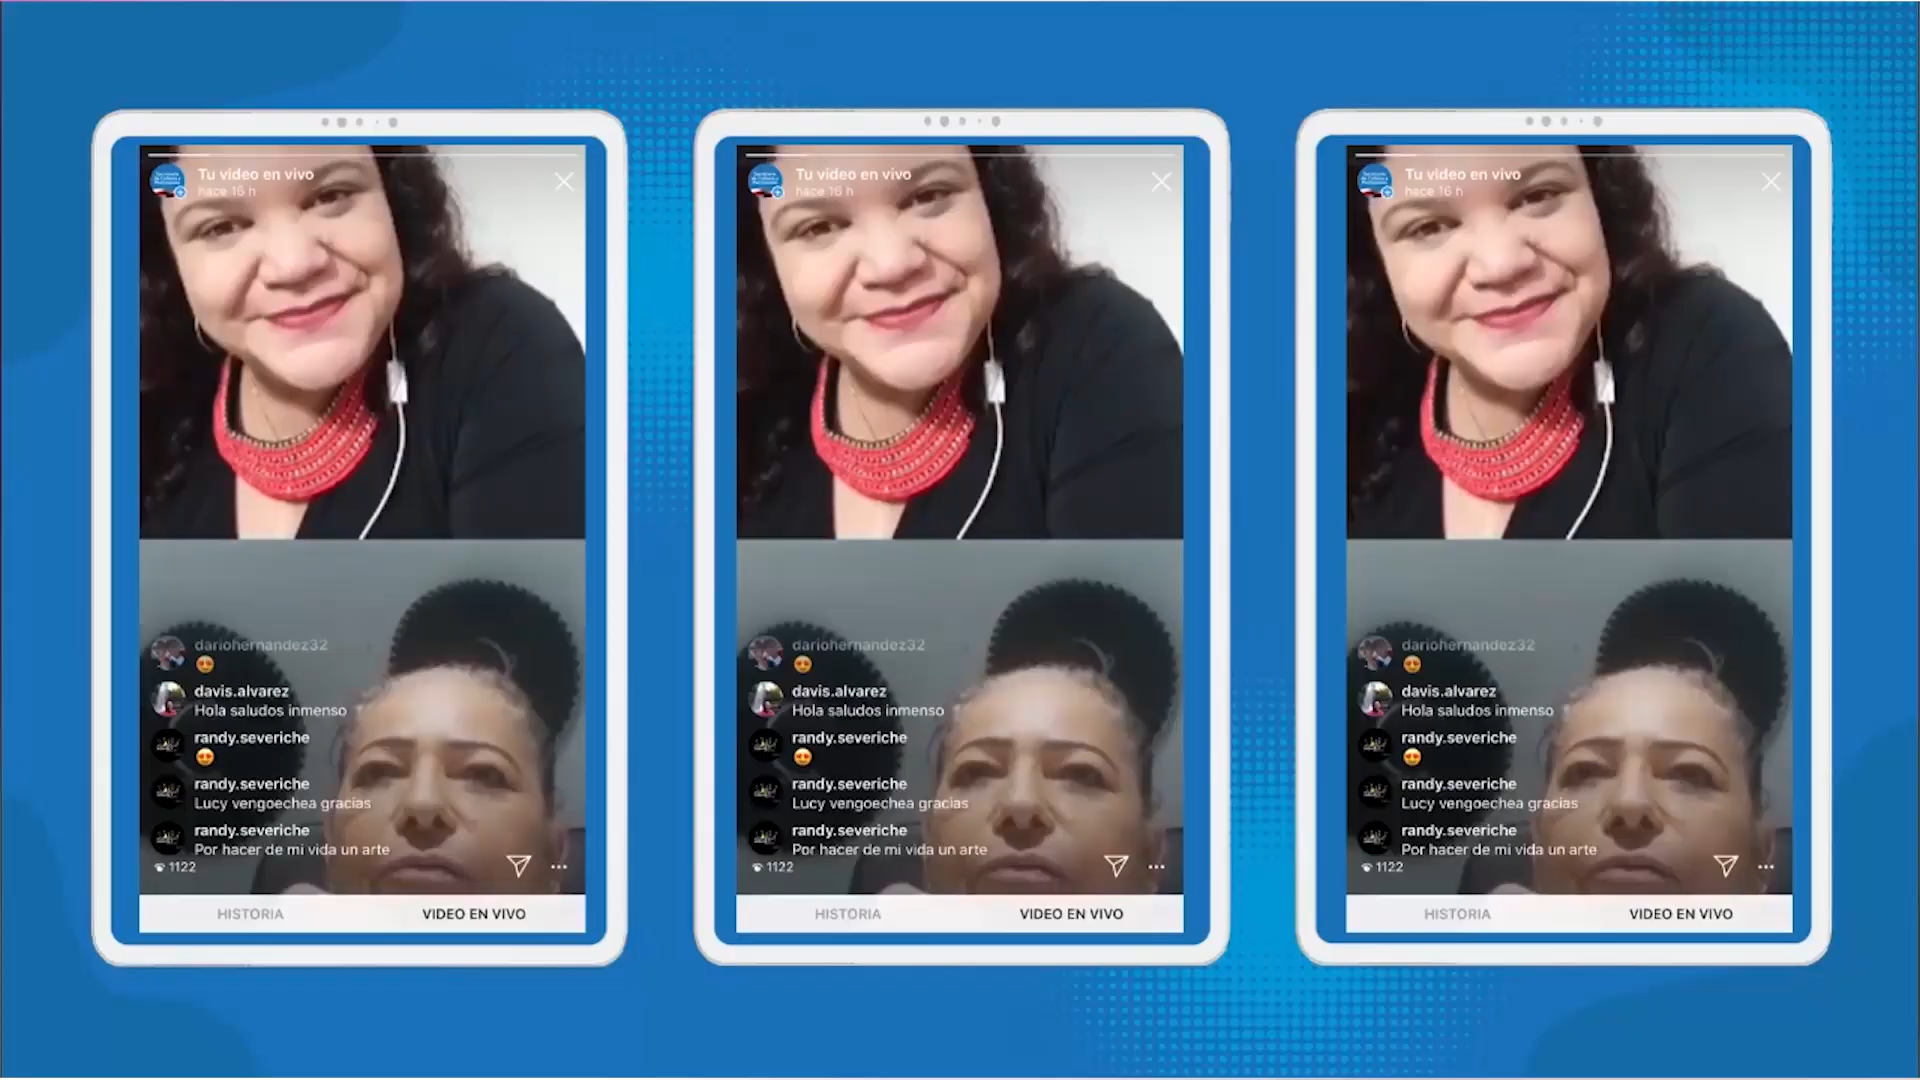 Tu video en vivo
hace 16 h
dariohernandez32
😍
davis.alvarez
Hola saludos inmenso
randy.severiche
😍
randy.severiche
Lucy vengoechea gracias
randy.severiche
Por hacer de mi vida un arte
1122
HISTORIA VIDEO EN VIVO
Tu video en vivo
hace 16 h
dariohernandez32
😍
davis.alvarez
Hola saludos inmenso
randy.severiche
😍
randy.severiche
Lucy vengoechea gracias
randy.severiche
Por hacer de mi vida un arte
1122
HISTORIA VIDEO EN VIVO
Tu video en vivo
hace 16 h
dariohernandez32
😍
davis.alvarez
Hola saludos inmenso
randy.severiche
😍
randy.severiche
Lucy vengoechea gracias
randy.severiche
Por hacer de mi vida un arte
1122
HISTORIA VIDEO EN VIVO